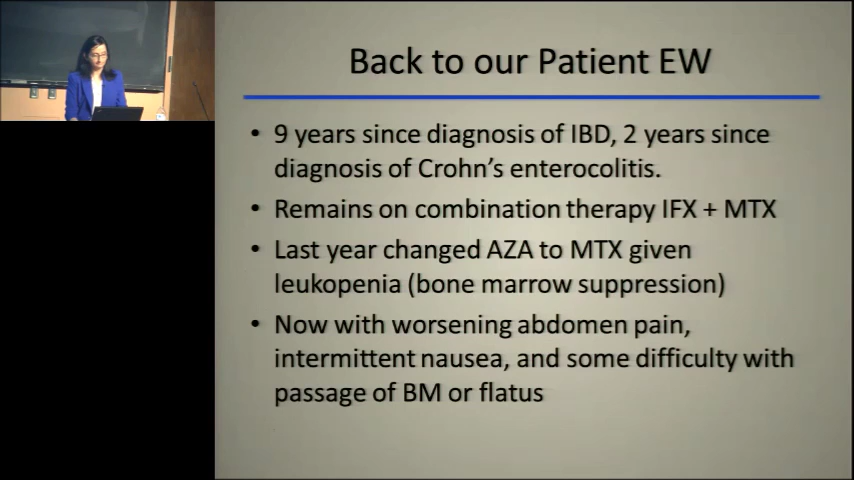 Back to our Patient EW
• 9 years since diagnosis of IBD, 2 years since
diagnosis of Crohn's enterocolitis.
• Remains on combination therapy IFX + MTX
• Last year changed AZA to MTX given
leukopenia (bone marrow suppression)
• Now with worsening abdomen pain,
intermittent nausea, and some difficulty with
passage of BM or flatus